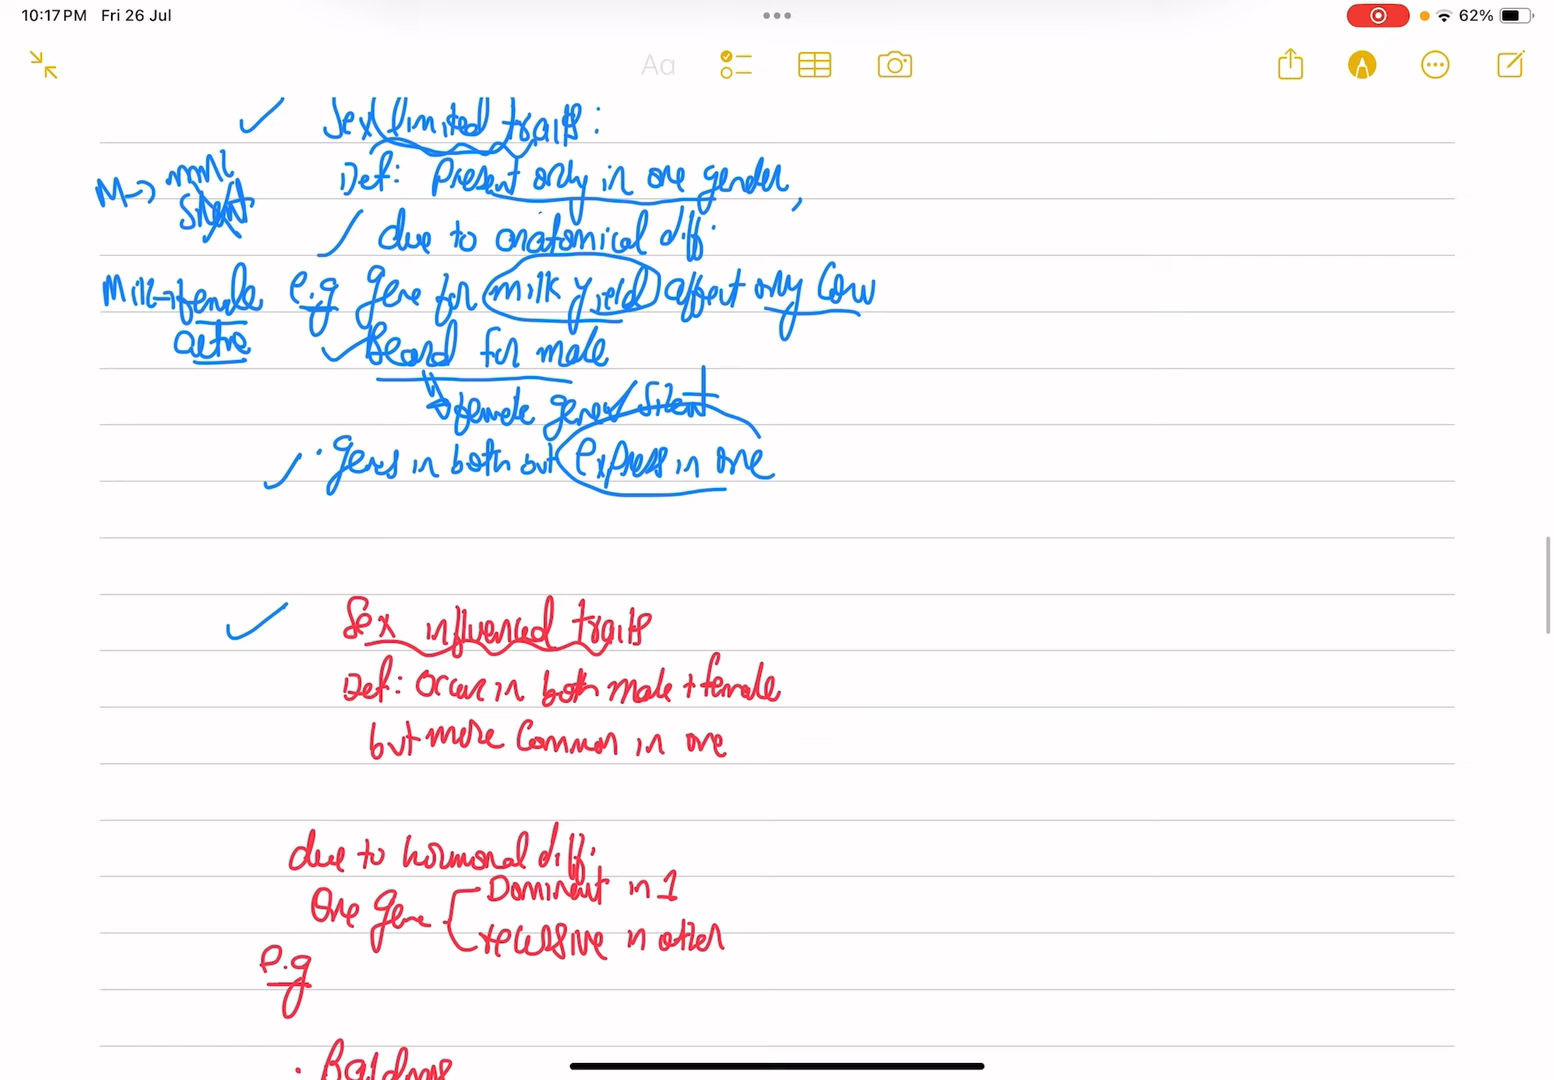 10:17 PM Fri 26 Jul
62%
Aa
Sex limited traits:
M → milk
silent
Def: Present only in one gender,
due to anatomical diff.
Milk → female
active
e.g gene for milk yield affect only Cow
Beard for male
female gene silent
· genes in both but express in one
Sex influenced traits
Def: occur in both male + female
but more Common in one
due to hormonal diff.
One gene
Dominant in 1
recessive in other
e.g
· Baldness